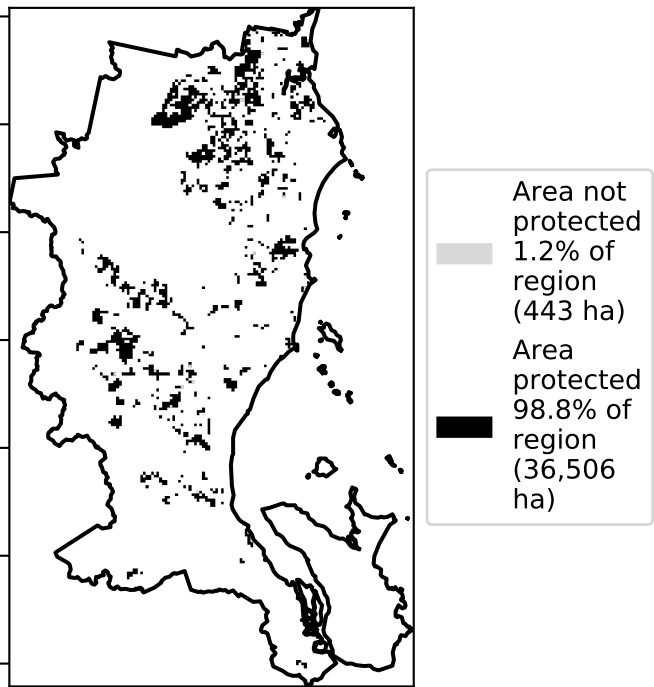 Area not
protected
1.2% of
region
(443 ha)
Area
protected
98.8% of
region
(36,506
ha)